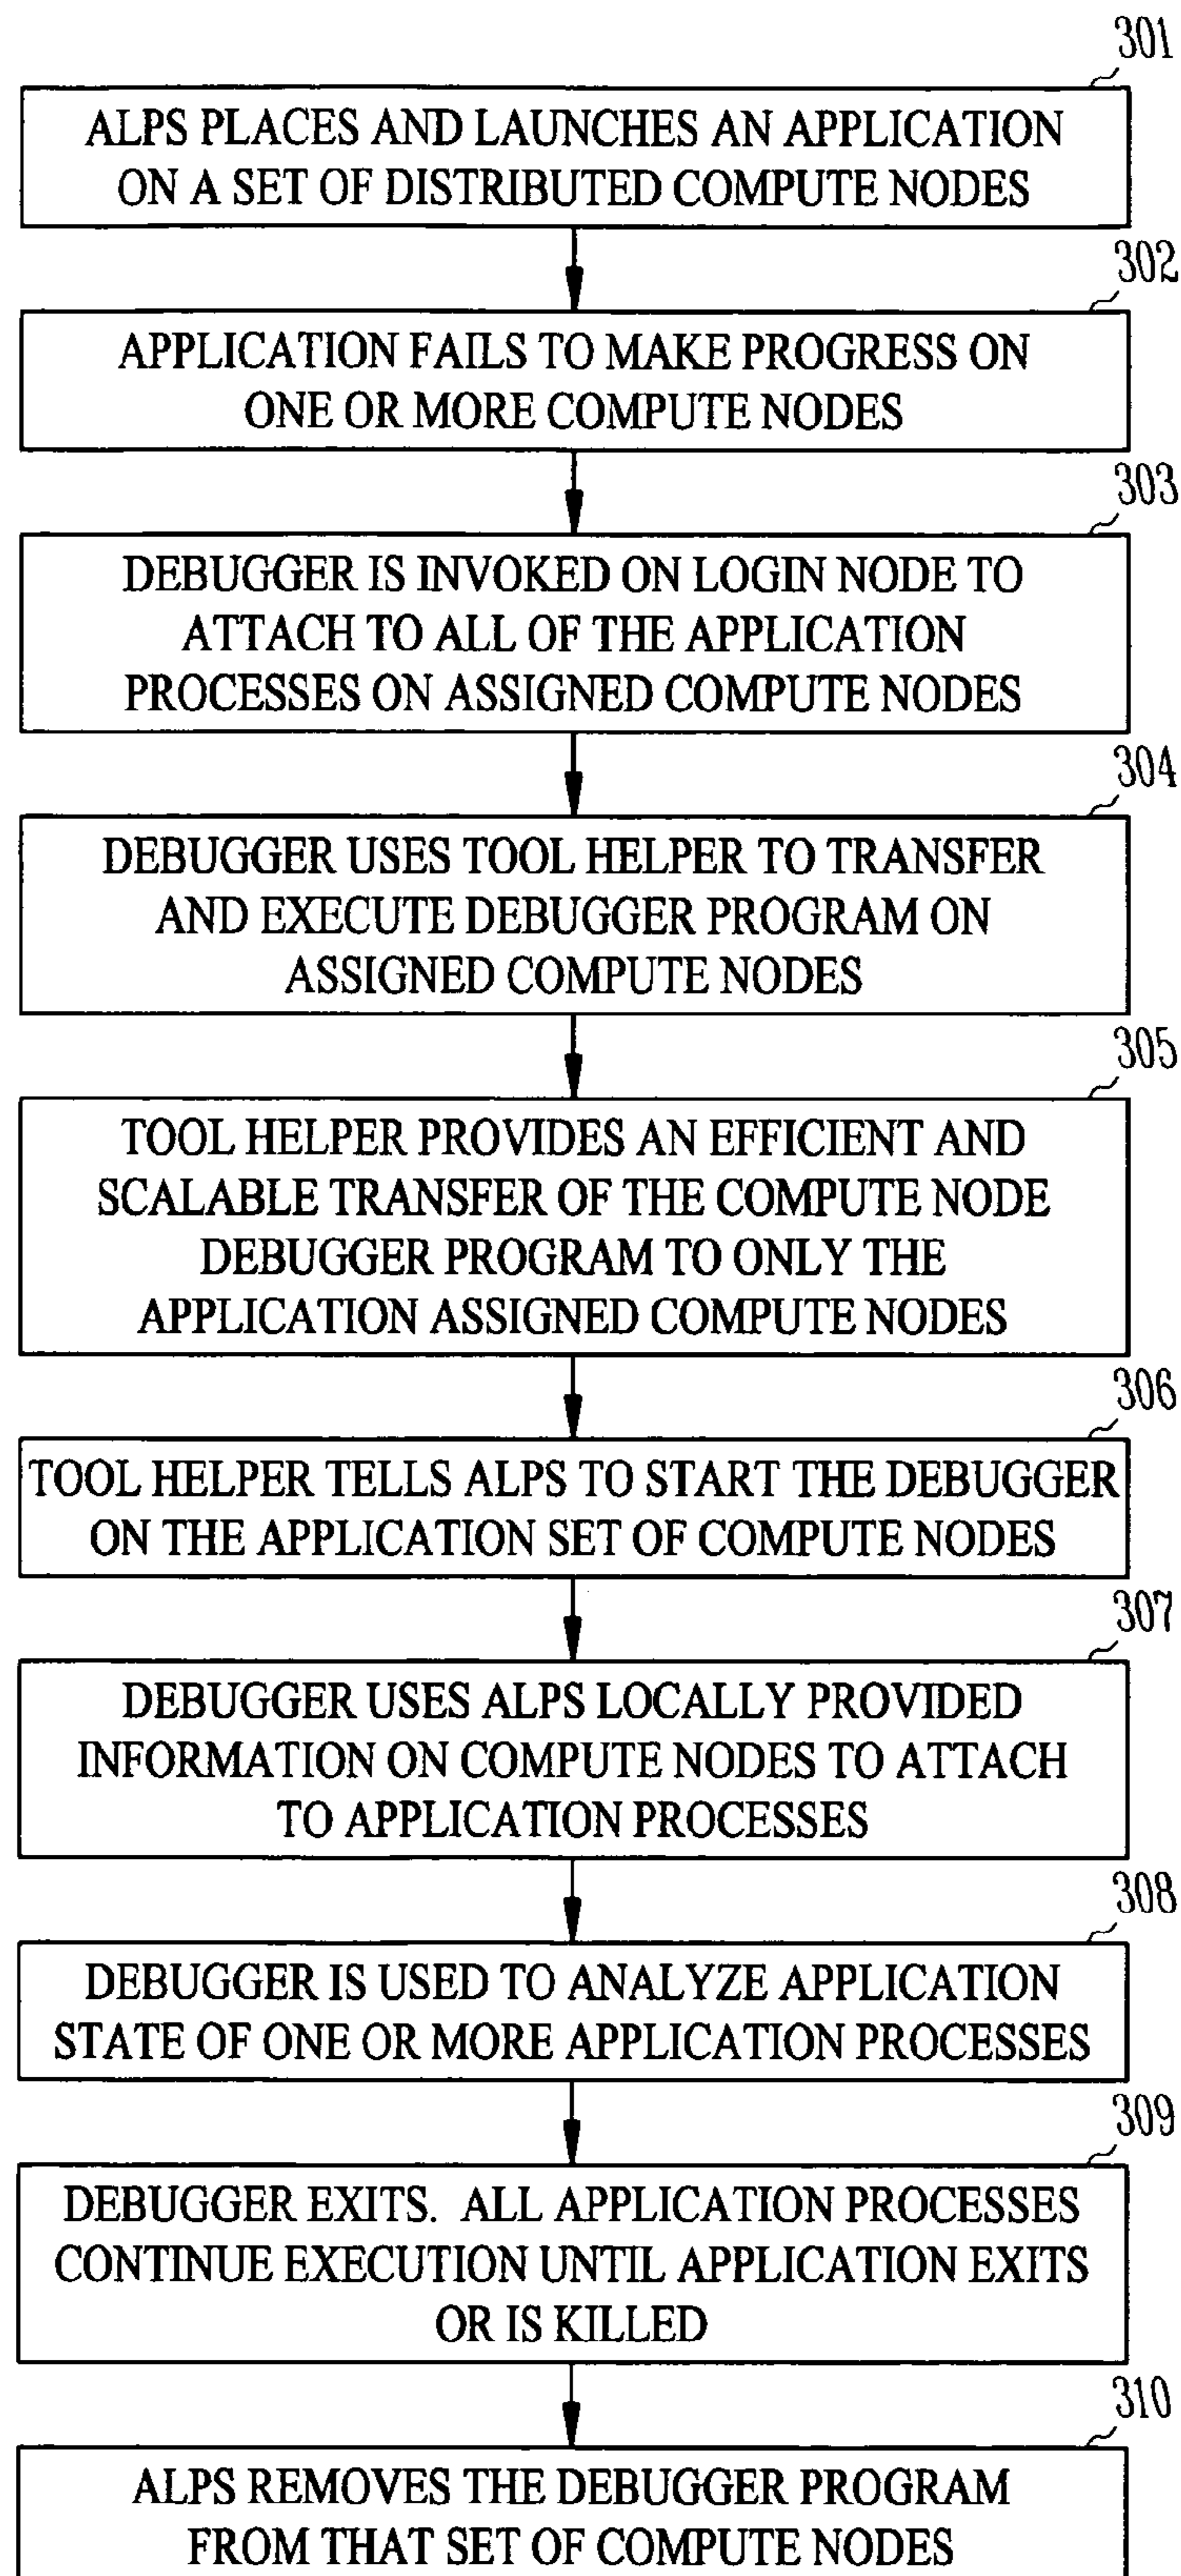 301
ALPS PLACES AND LAUNCHES AN APPLICATION
ON A SET OF DISTRIBUTED COMPUTE NODES
302
APPLICATION FAILS TO MAKE PROGRESS ON
ONE OR MORE COMPUTE NODES
303
DEBUGGER IS INVOKED ON LOGIN NODE TO
ATTACH TO ALL OF THE APPLICATION
PROCESSES ON ASSIGNED COMPUTE NODES
304
DEBUGGER USES TOOL HELPER TO TRANSFER
AND EXECUTE DEBUGGER PROGRAM ON
ASSIGNED COMPUTE NODES
305
TOOL HELPER PROVIDES AN EFFICIENT AND
SCALABLE TRANSFER OF THE COMPUTE NODE
DEBUGGER PROGRAM TO ONLY THE
APPLICATION ASSIGNED COMPUTE NODES
306
TOOL HELPER TELLS ALPS TO START THE DEBUGGER
ON THE APPLICATION SET OF COMPUTE NODES
307
DEBUGGER USES ALPS LOCALLY PROVIDED
INFORMATION ON COMPUTE NODES TO ATTACH
TO APPLICATION PROCESSES
308
DEBUGGER IS USED TO ANALYZE APPLICATION
STATE OF ONE OR MORE APPLICATION PROCESSES
309
DEBUGGER EXITS. ALL APPLICATION PROCESSES
CONTINUE EXECUTION UNTIL APPLICATION EXITS
OR IS KILLED
310
ALPS REMOVES THE DEBUGGER PROGRAM
FROM THAT SET OF COMPUTE NODES